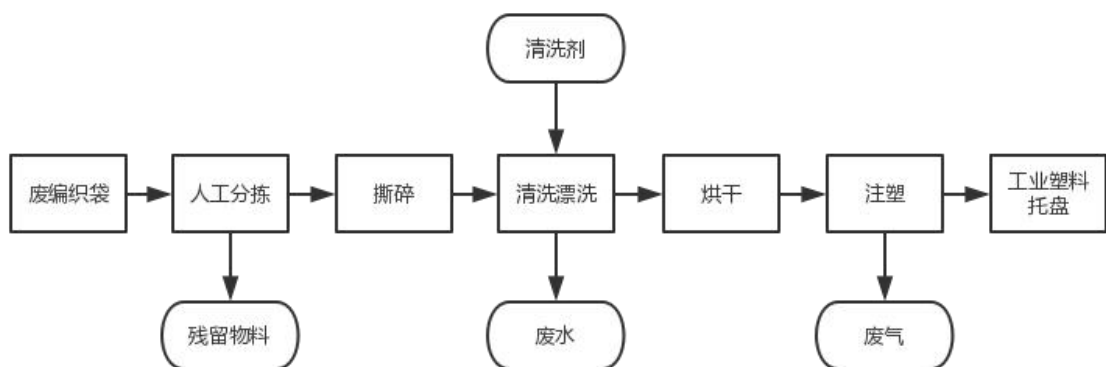 清洗剂
废编织袋
人工分拣
撕碎
清洗漂洗
烘干
注塑
工业塑料
托盘
残留物料
废水
废气